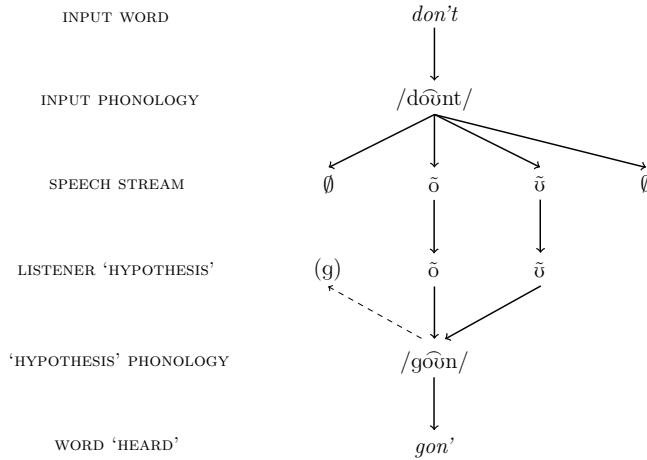 INPUT WORD don't
INPUT PHONOLOGY /do͡ʊnt/
SPEECH STREAM ∅ õ ʊ̃ ∅
LISTENER ‘HYPOTHESIS’ (g) õ ʊ̃
‘HYPOTHESIS’ PHONOLOGY /go͡ʊn/
WORD ‘HEARD’ gon'